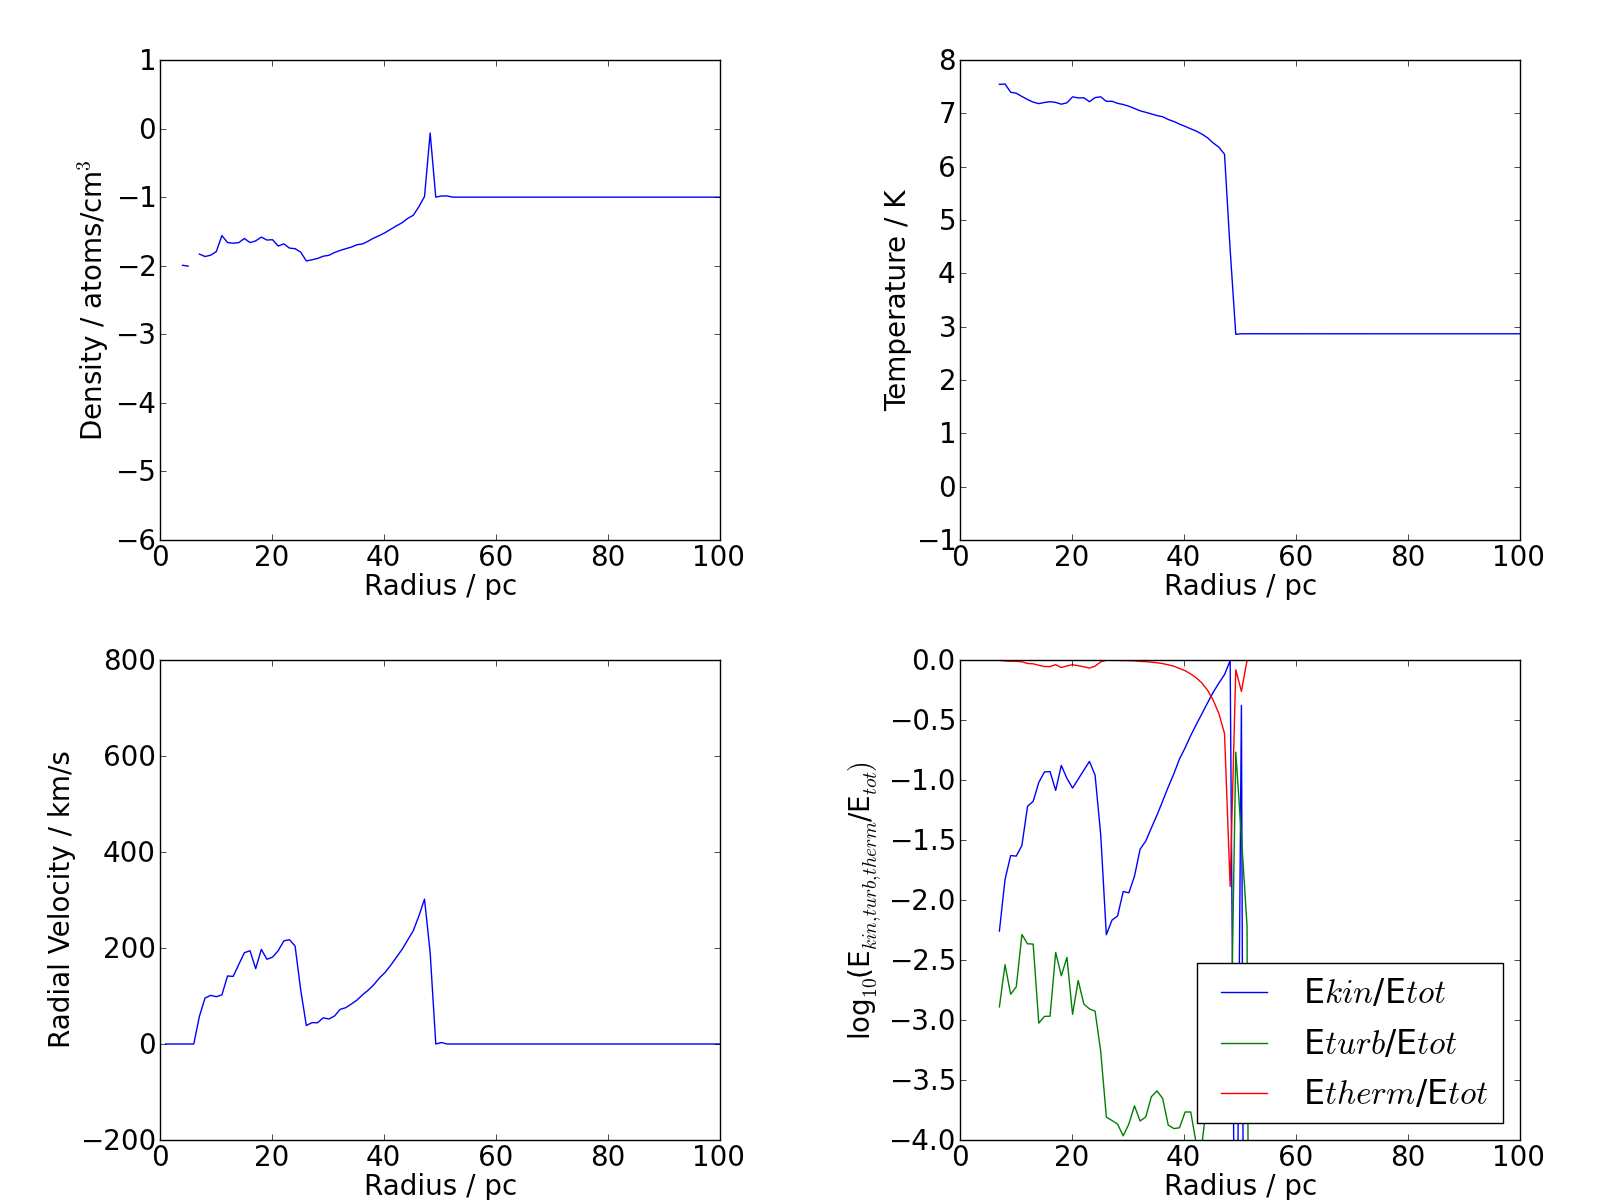 1
0
−1
−2
−3
−4
−5
−6
0 20 40 60 80 100
Radius / pc
Density / atoms/cm³
8
7
6
5
4
3
2
1
0
−1
0 20 40 60 80 100
Radius / pc
Temperature / K
800
600
400
200
0
−200
0 20 40 60 80 100
Radius / pc
Radial Velocity / km/s
0.0
−0.5
−1.0
−1.5
−2.0
−2.5
−3.0
−3.5
−4.0
0 20 40 60 80 100
Radius / pc
log₁₀(E_kin,turb,therm/E_tot)
Ekin/Etot
Eturb/Etot
Etherm/Etot